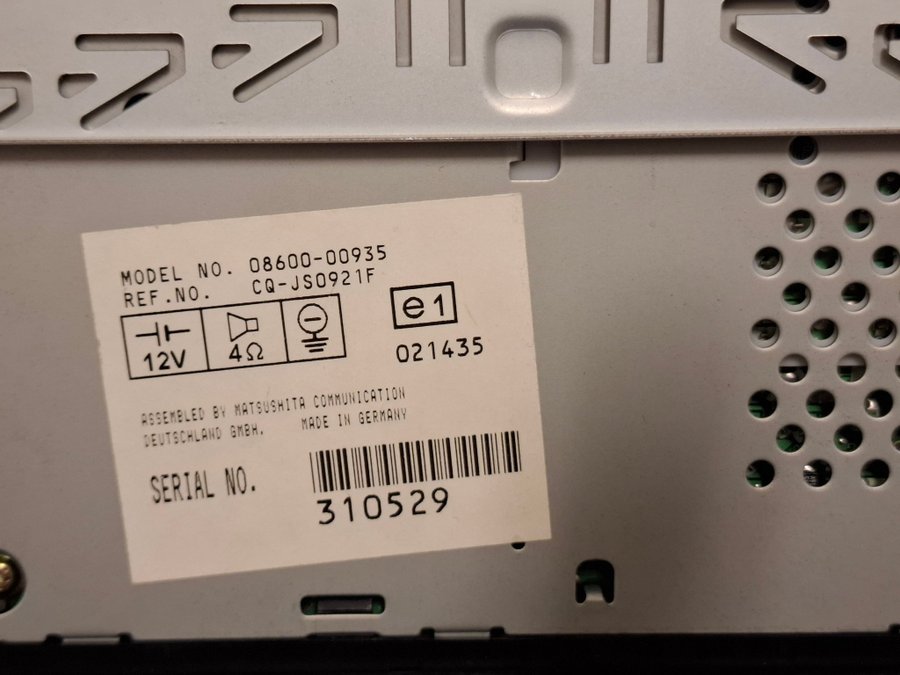 MODEL NO. 08600-00935
REF.NO. CQ-JS0921F
12V
4Ω
e1
021435
ASSEMBLED BY MATSUSHITA COMMUNICATION
DEUTSCHLAND GMBH. MADE IN GERMANY
SERIAL NO.
310529